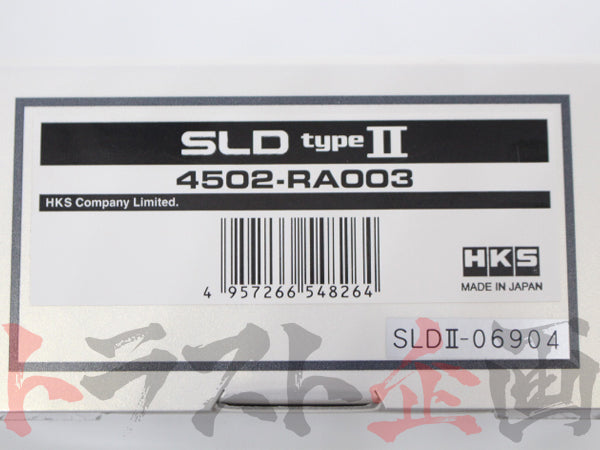 SLD type II
4502-RA003
HKS Company Limited.
4 957266 548264
HKS
MADE IN JAPAN
SLDⅡ-06904
トラスト企画